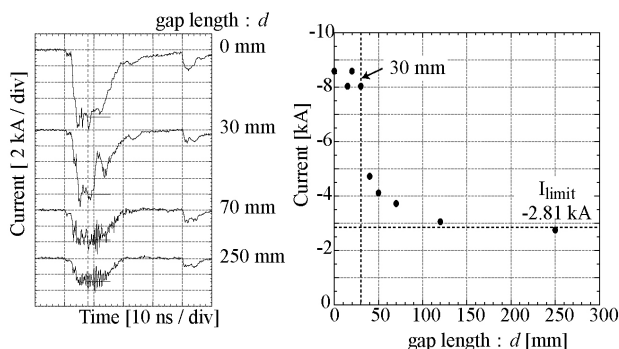 gap length : d
0 mm
30 mm
70 mm
250 mm
Current [ 2 kA / div]
Time [10 ns / div]
-10
-8
-6
-4
-2
0
Current [kA]
30 mm
I limit
-2.81 kA
0 50 100 150 200 250 300
gap length : d [mm]